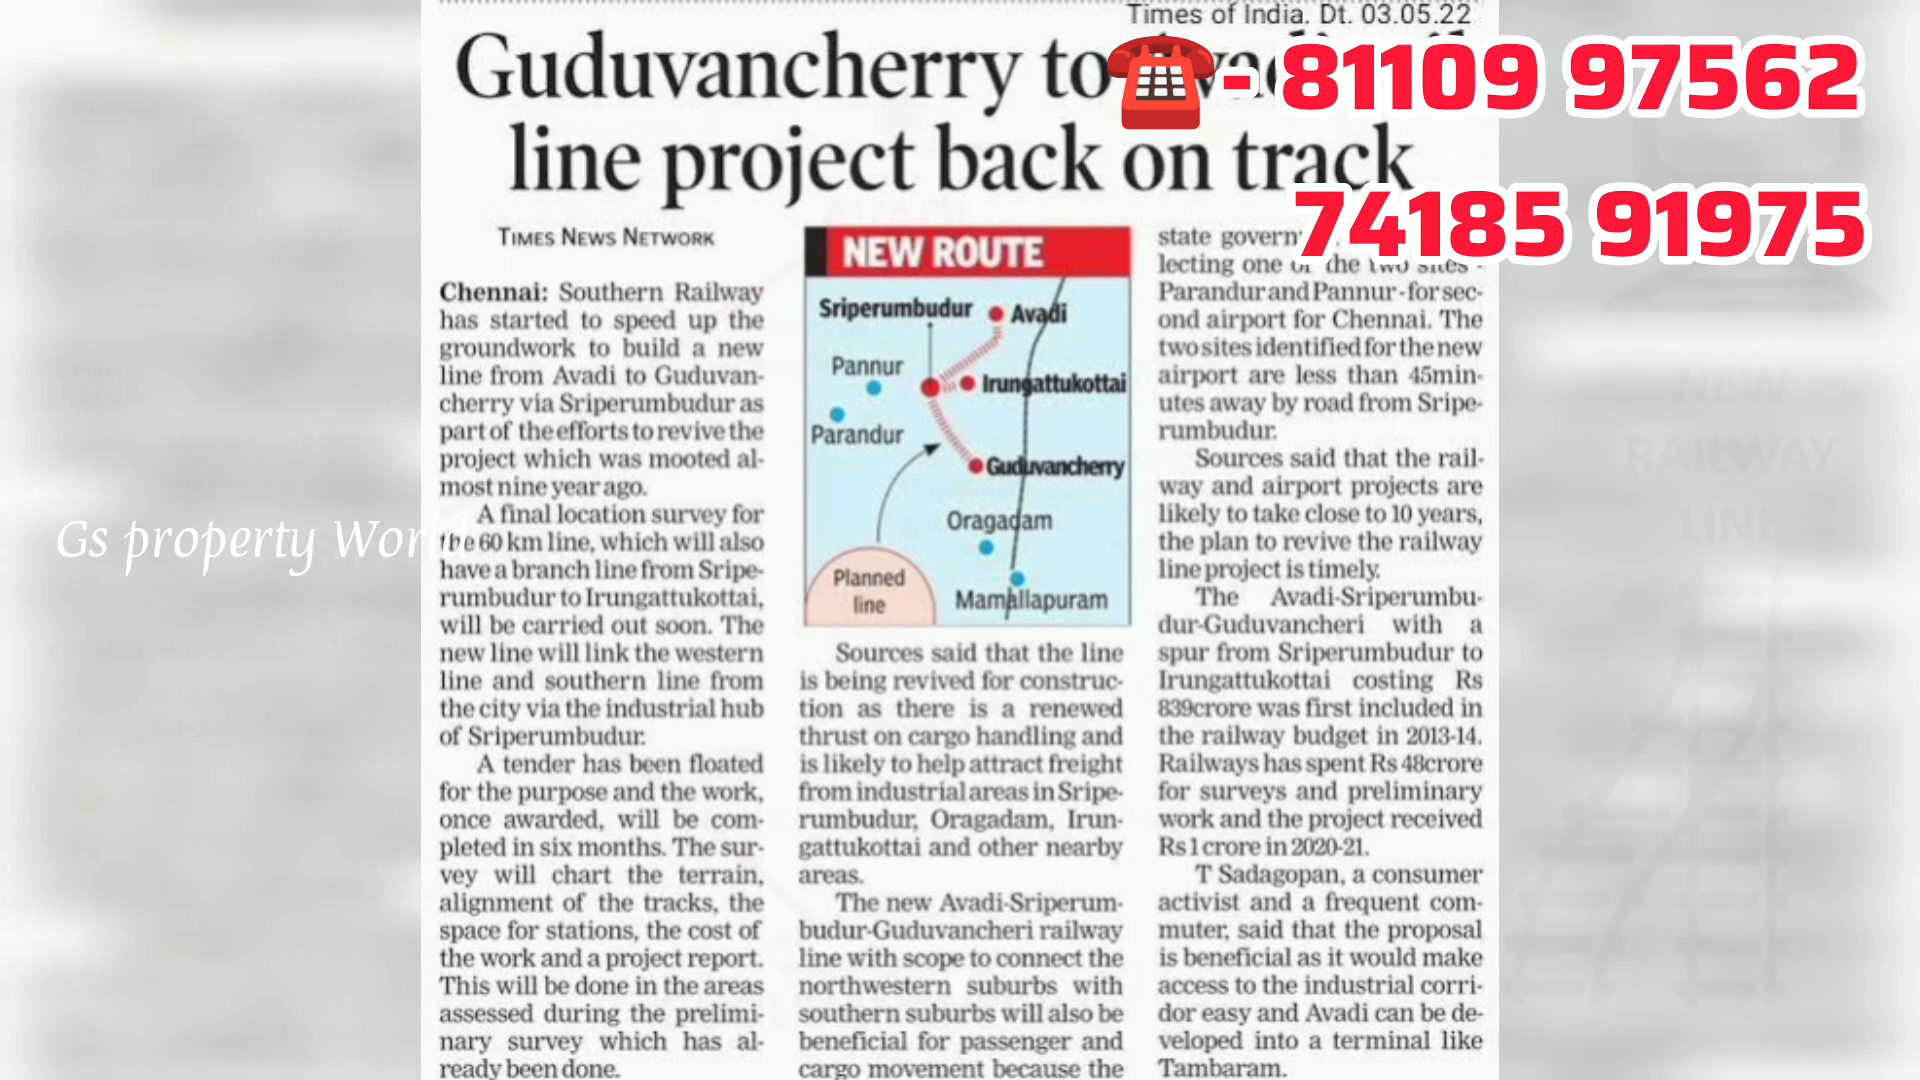 Times of India. Dt. 03.05.22
Guduvancherry to
line project back on track
☎- 81109 97562
74185 91975
Gs property World
TIMES NEWS NETWORK
Chennai: Southern Railway
has started to speed up the
groundwork to build a new
line from Avadi to Guduvan-
cherry via Sriperumbudur as
part of the efforts to revive the
project which was mooted al-
most nine year ago.
A final location survey for
the 60 km line, which will also
have a branch line from Sripe-
rumbudur to Irungattukottai,
will be carried out soon. The
new line will link the western
line and southern line from
the city via the industrial hub
of Sriperumbudur.
A tender has been floated
for the purpose and the work,
once awarded, will be com-
pleted in six months. The sur-
vey will chart the terrain,
alignment of the tracks, the
space for stations, the cost of
the work and a project report.
This will be done in the areas
assessed during the prelimi-
nary survey which has al-
ready been done.
NEW ROUTE
Sriperumbudur
Avadi
Pannur
Irungattukottai
Parandur
Guduvancherry
Oragadam
Planned
line
Mamallapuram
Sources said that the line
is being revived for construc-
tion as there is a renewed
thrust on cargo handling and
is likely to help attract freight
from industrial areas in Sripe-
rumbudur, Oragadam, Irun-
gattukottai and other nearby
areas.
The new Avadi-Sriperum-
budur-Guduvancheri railway
line with scope to connect the
northwestern suburbs with
southern suburbs will also be
beneficial for passenger and
cargo movement because the
state
lecting one of the two sites -
Parandur and Pannur - for sec-
ond airport for Chennai. The
two sites identified for the new
airport are less than 45min-
utes away by road from Sripe-
rumbudur.
Sources said that the rail-
way and airport projects are
likely to take close to 10 years,
the plan to revive the railway
line project is timely.
The Avadi-Sriperumbu-
dur-Guduvancheri with a
spur from Sriperumbudur to
Irungattukottai costing Rs
839crore was first included in
the railway budget in 2013-14.
Railways has spent Rs 48crore
for surveys and preliminary
work and the project received
Rs 1 crore in 2020-21.
T Sadagopan, a consumer
activist and a frequent com-
muter, said that the proposal
is beneficial as it would make
access to the industrial corri-
dor easy and Avadi can be de-
veloped into a terminal like
Tambaram.
NEW
RAILWAY
LINE